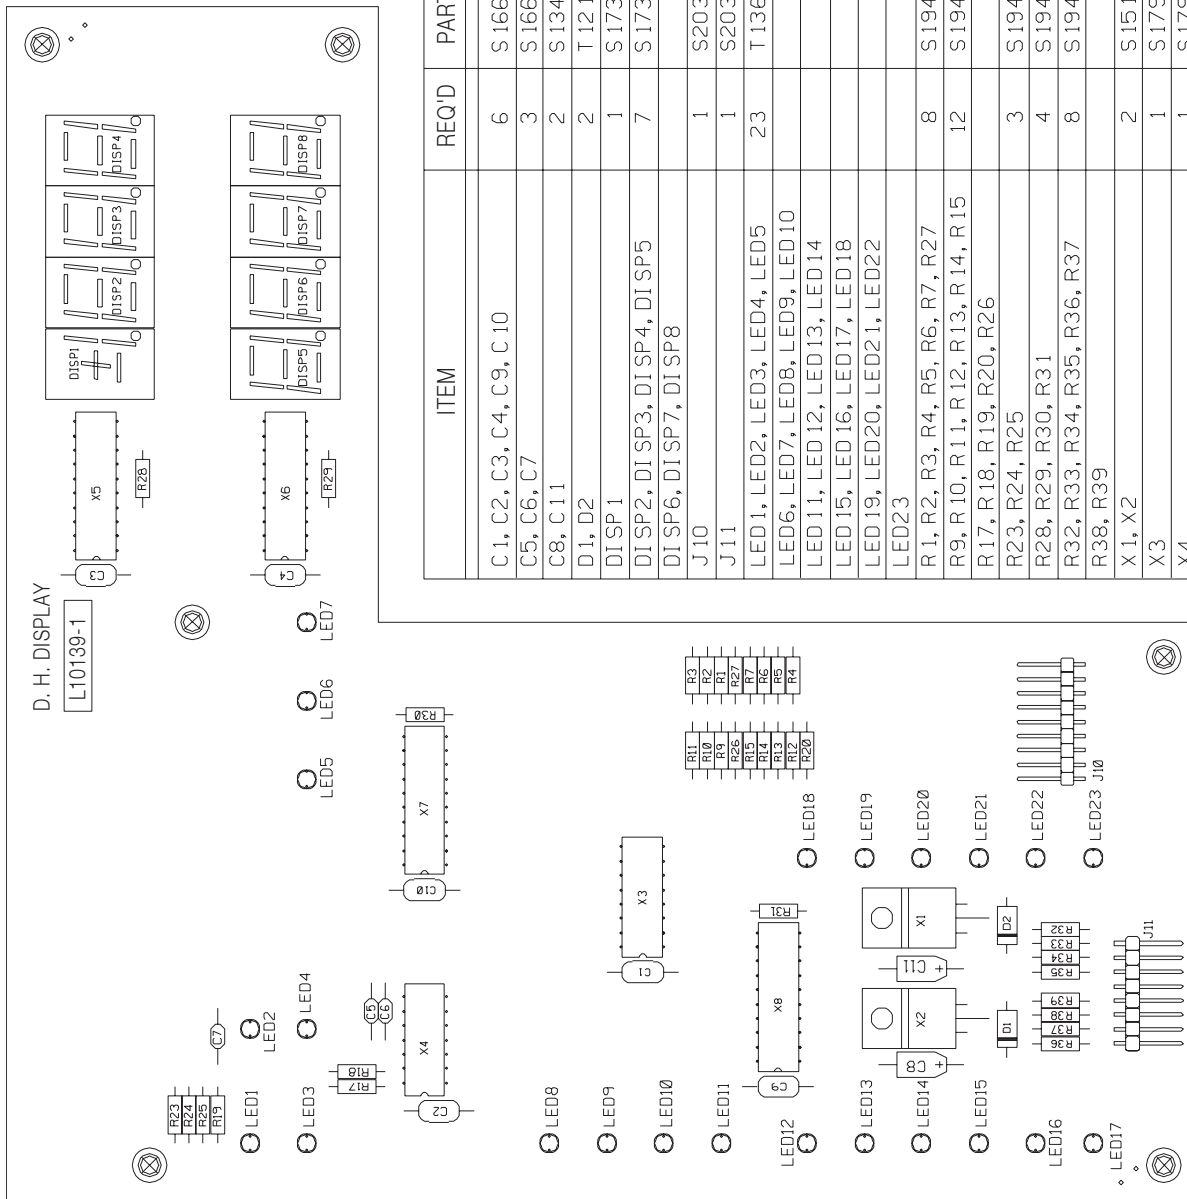 D. H. DISPLAY
L10139-1
DISP1
DISP2
DISP3
DISP4
DISP5
DISP6
DISP7
DISP8
X5
R28
C3
X6
R29
C4
LED7
LED6
LED5
R30
X7
C10
LED4
LED2
C7
C5
C6
X4
C2
R18
R17
R23
R24
R25
R19
LED1
LED3
R3
R2
R1
R27
R7
R6
R5
R4
R11
R10
R9
R26
R15
R14
R13
R12
R20
J10
LED18
LED19
LED20
LED21
LED22
LED23
X3
C1
R31
X8
C9
X1
C11
X2
C8
D2
D1
R32
R33
R34
R35
R39
R38
R37
R36
J11
LED8
LED9
LED10
LED11
LED12
LED13
LED14
LED15
LED16
LED17
ITEM REQ'D PART
C1, C2, C3, C4, C9, C10 6 S166
C5, C6, C7 3 S166
C8, C11 2 S134
D1, D2 2 T121
DISP1 1 S173
DISP2, DISP3, DISP4, DISP5 7 S173
DISP6, DISP7, DISP8
J10 1 S203
J11 1 S203
LED1, LED2, LED3, LED4, LED5 23 T136
LED6, LED7, LED8, LED9, LED10
LED11, LED12, LED13, LED14
LED15, LED16, LED17, LED18
LED19, LED20, LED21, LED22
LED23
R1, R2, R3, R4, R5, R6, R7, R27 8 S194
R9, R10, R11, R12, R13, R14, R15 12 S194
R17, R18, R19, R20, R26
R23, R24, R25 3 S194
R28, R29, R30, R31 4 S194
R32, R33, R34, R35, R36, R37 8 S194
R38, R39
X1, X2 2 S151
X3 1 S179
X4 1 S179